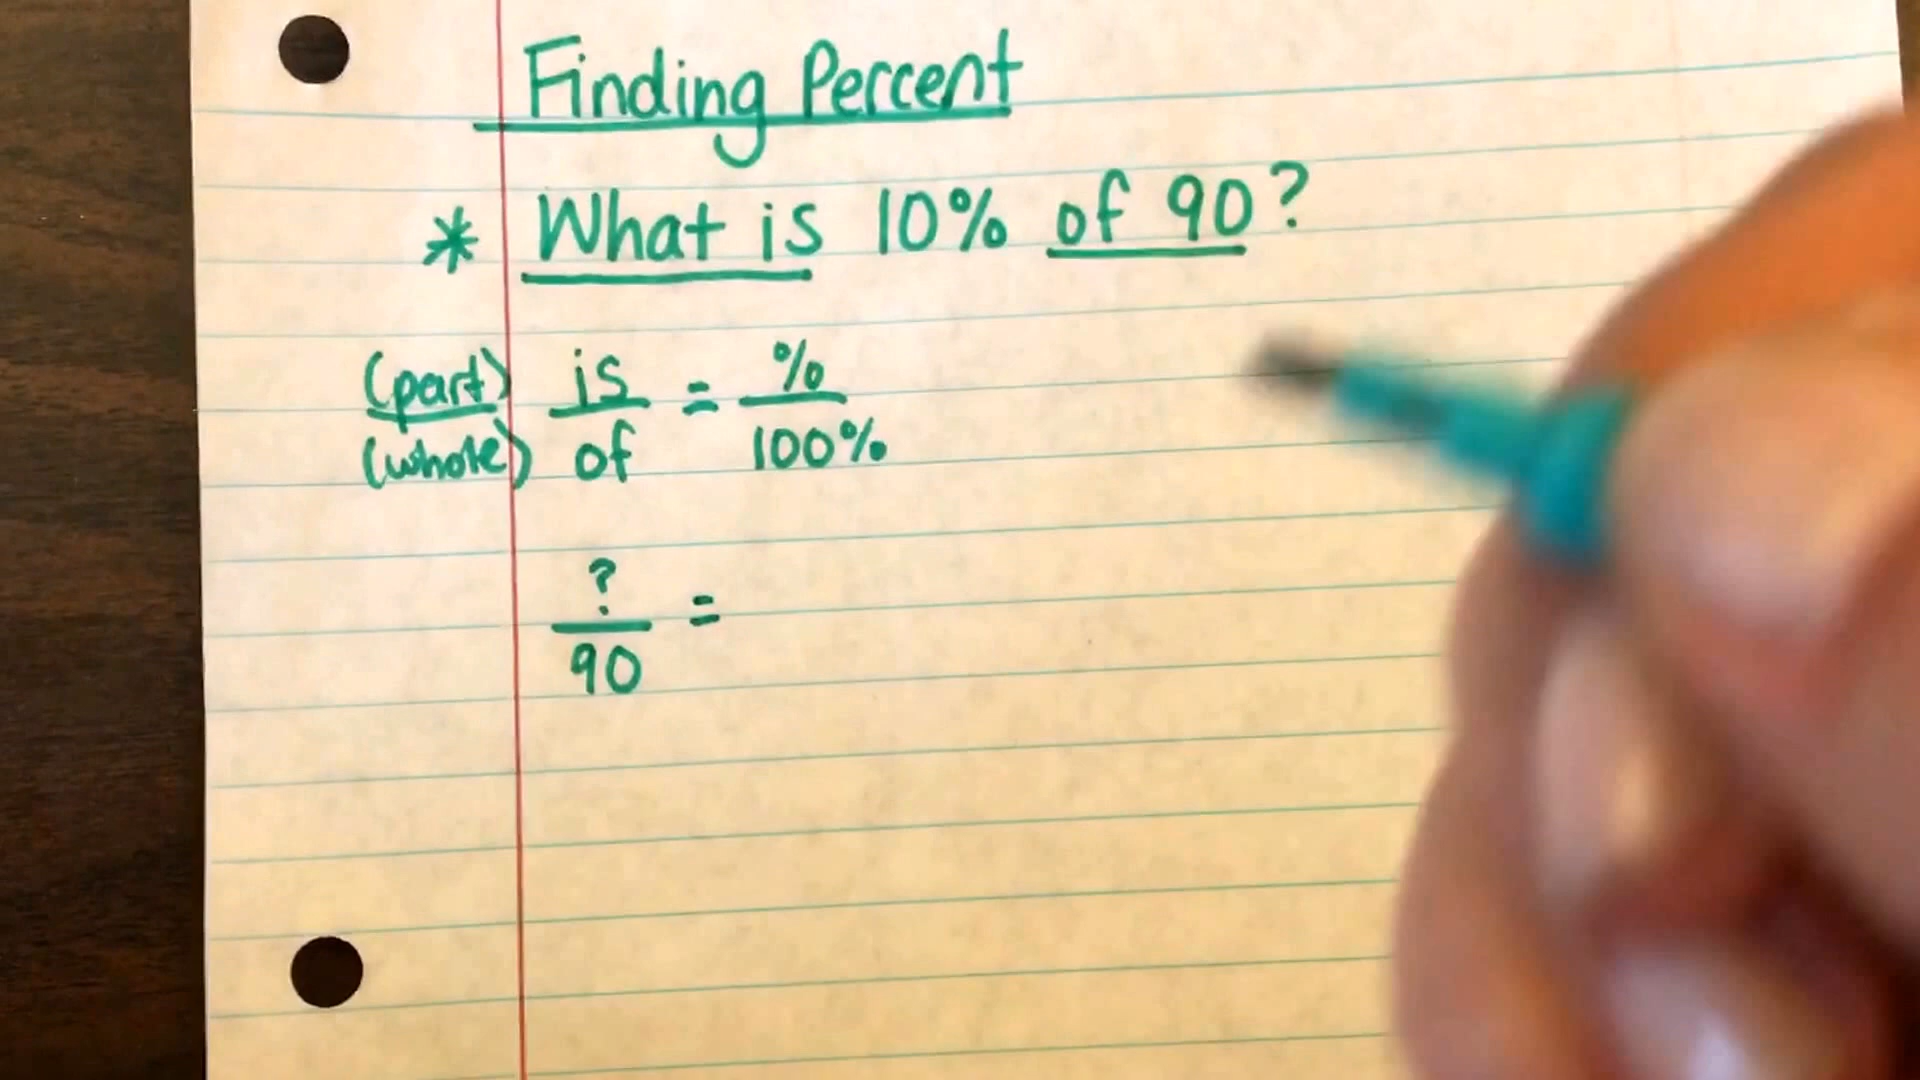 Finding Percent
* What is 10% of 90?
(part) is = %
(whole) of 100%
? =
90